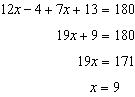 12x − 4 + 7x + 13 = 180
19x + 9 = 180
19x = 171
x = 9